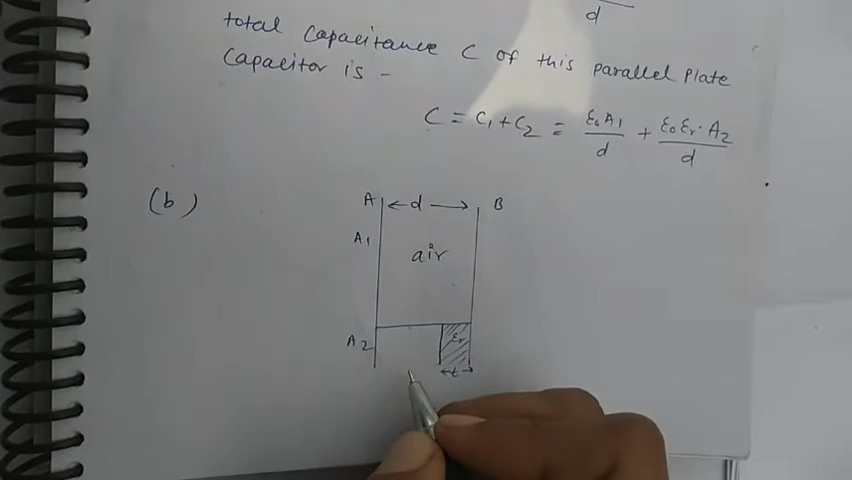 d
total Capacitance C of this parallel plate
Capacitor is -
C = C₁ + C₂ = ε₀A₁/d + ε₀εᵣ·A₂/d
(b)
A ← d → B
A₁
air
A₂ εᵣ
←t→